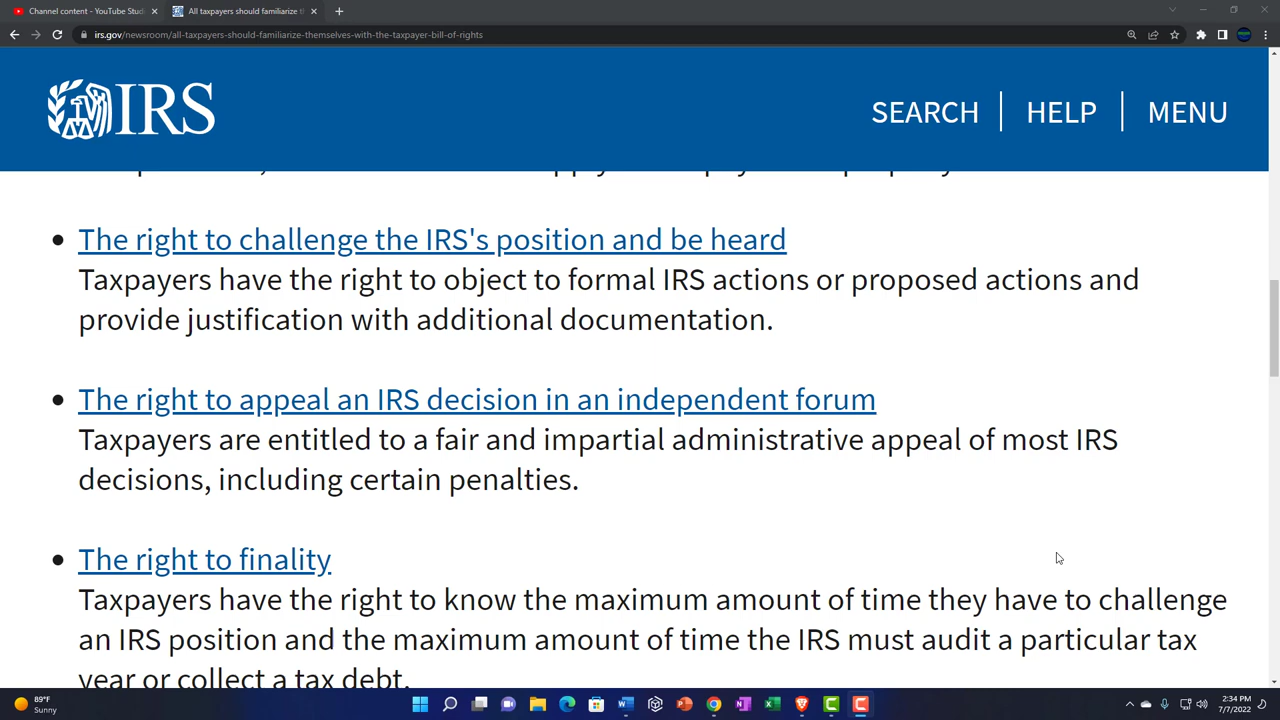 Channel content - YouTube Studi
All taxpayers should familiarize th
irs.gov/newsroom/all-taxpayers-should-familiarize-themselves-with-the-taxpayer-bill-of-rights
IRS
SEARCH
HELP
MENU
The right to challenge the IRS's position and be heard
Taxpayers have the right to object to formal IRS actions or proposed actions and
provide justification with additional documentation.
The right to appeal an IRS decision in an independent forum
Taxpayers are entitled to a fair and impartial administrative appeal of most IRS
decisions, including certain penalties.
The right to finality
Taxpayers have the right to know the maximum amount of time they have to challenge
an IRS position and the maximum amount of time the IRS must audit a particular tax
year or collect a tax debt.
89°F
Sunny
2:34 PM
7/7/2022